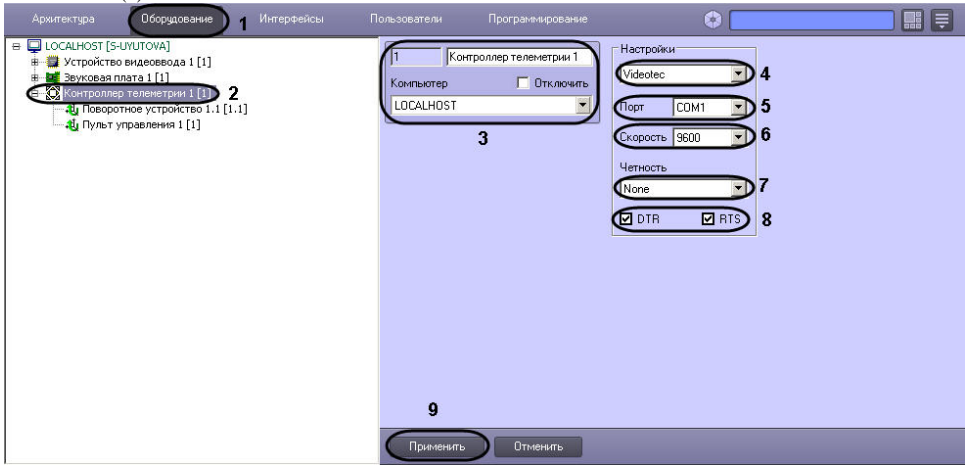 Архитектура Оборудование 1 Интерфейсы Пользователи Программирование
LOCALHOST [S-UYUTOVA]
Устройство видеоввода 1 [1]
Звуковая плата 1 [1]
Контроллер телеметрии 1 [1] 2
Поворотное устройство 1.1 [1.1]
Пульт управления 1 [1]
1 Контроллер телеметрии 1
Компьютер Отключить
LOCALHOST
3
Настройки
Videotec 4
Порт COM1 5
Скорость 9600 6
Четность
None 7
DTR RTS 8
9
Применить Отменить